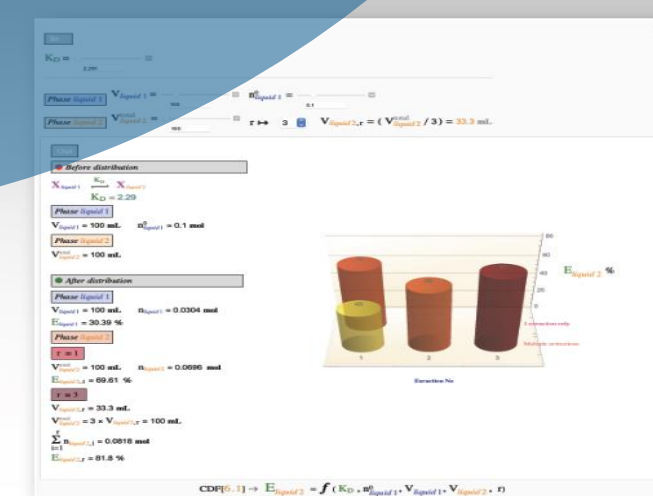 K_D =
2.291
Phase liquid 1 V_liquid 1 = 100 n⁰_liquid 1 = 0.1
Phase liquid 2 V^total_liquid 2 = 100 r ↦ 3 V_liquid 2,r = ( V^total_liquid 2 / 3) = 33.3 mL
Out
Before distribution
X_liquid 1 ⇌ K_D X_liquid 2
K_D = 2.29
Phase liquid 1
V_liquid 1 = 100 mL n⁰_liquid 1 = 0.1 mol
Phase liquid 2
V^total_liquid 2 = 100 mL
After distribution
Phase liquid 1
V_liquid 1 = 100 mL n_liquid 1 = 0.0304 mol
E_liquid 1 = 30.39 %
Phase liquid 2
r = 1
V^total_liquid 2 = 100 mL n_liquid 2 = 0.0696 mol
E_liquid 2,1 = 69.61 %
r = 3
V_liquid 2,r = 33.3 mL
V^total_liquid 2 = 3 × V_liquid 2,r = 100 mL
∑ r i=1 n_liquid 2,i = 0.0818 mol
E_liquid 2,r = 81.8 %
80
60
40
20
0
E_liquid 2 %
1 extraction only
Multiple extractions
1 2 3
Extraction No
CDF[6.1] → E_liquid 2 = f ( K_D , n⁰_liquid 1, V_liquid 1, V_liquid 2, r)